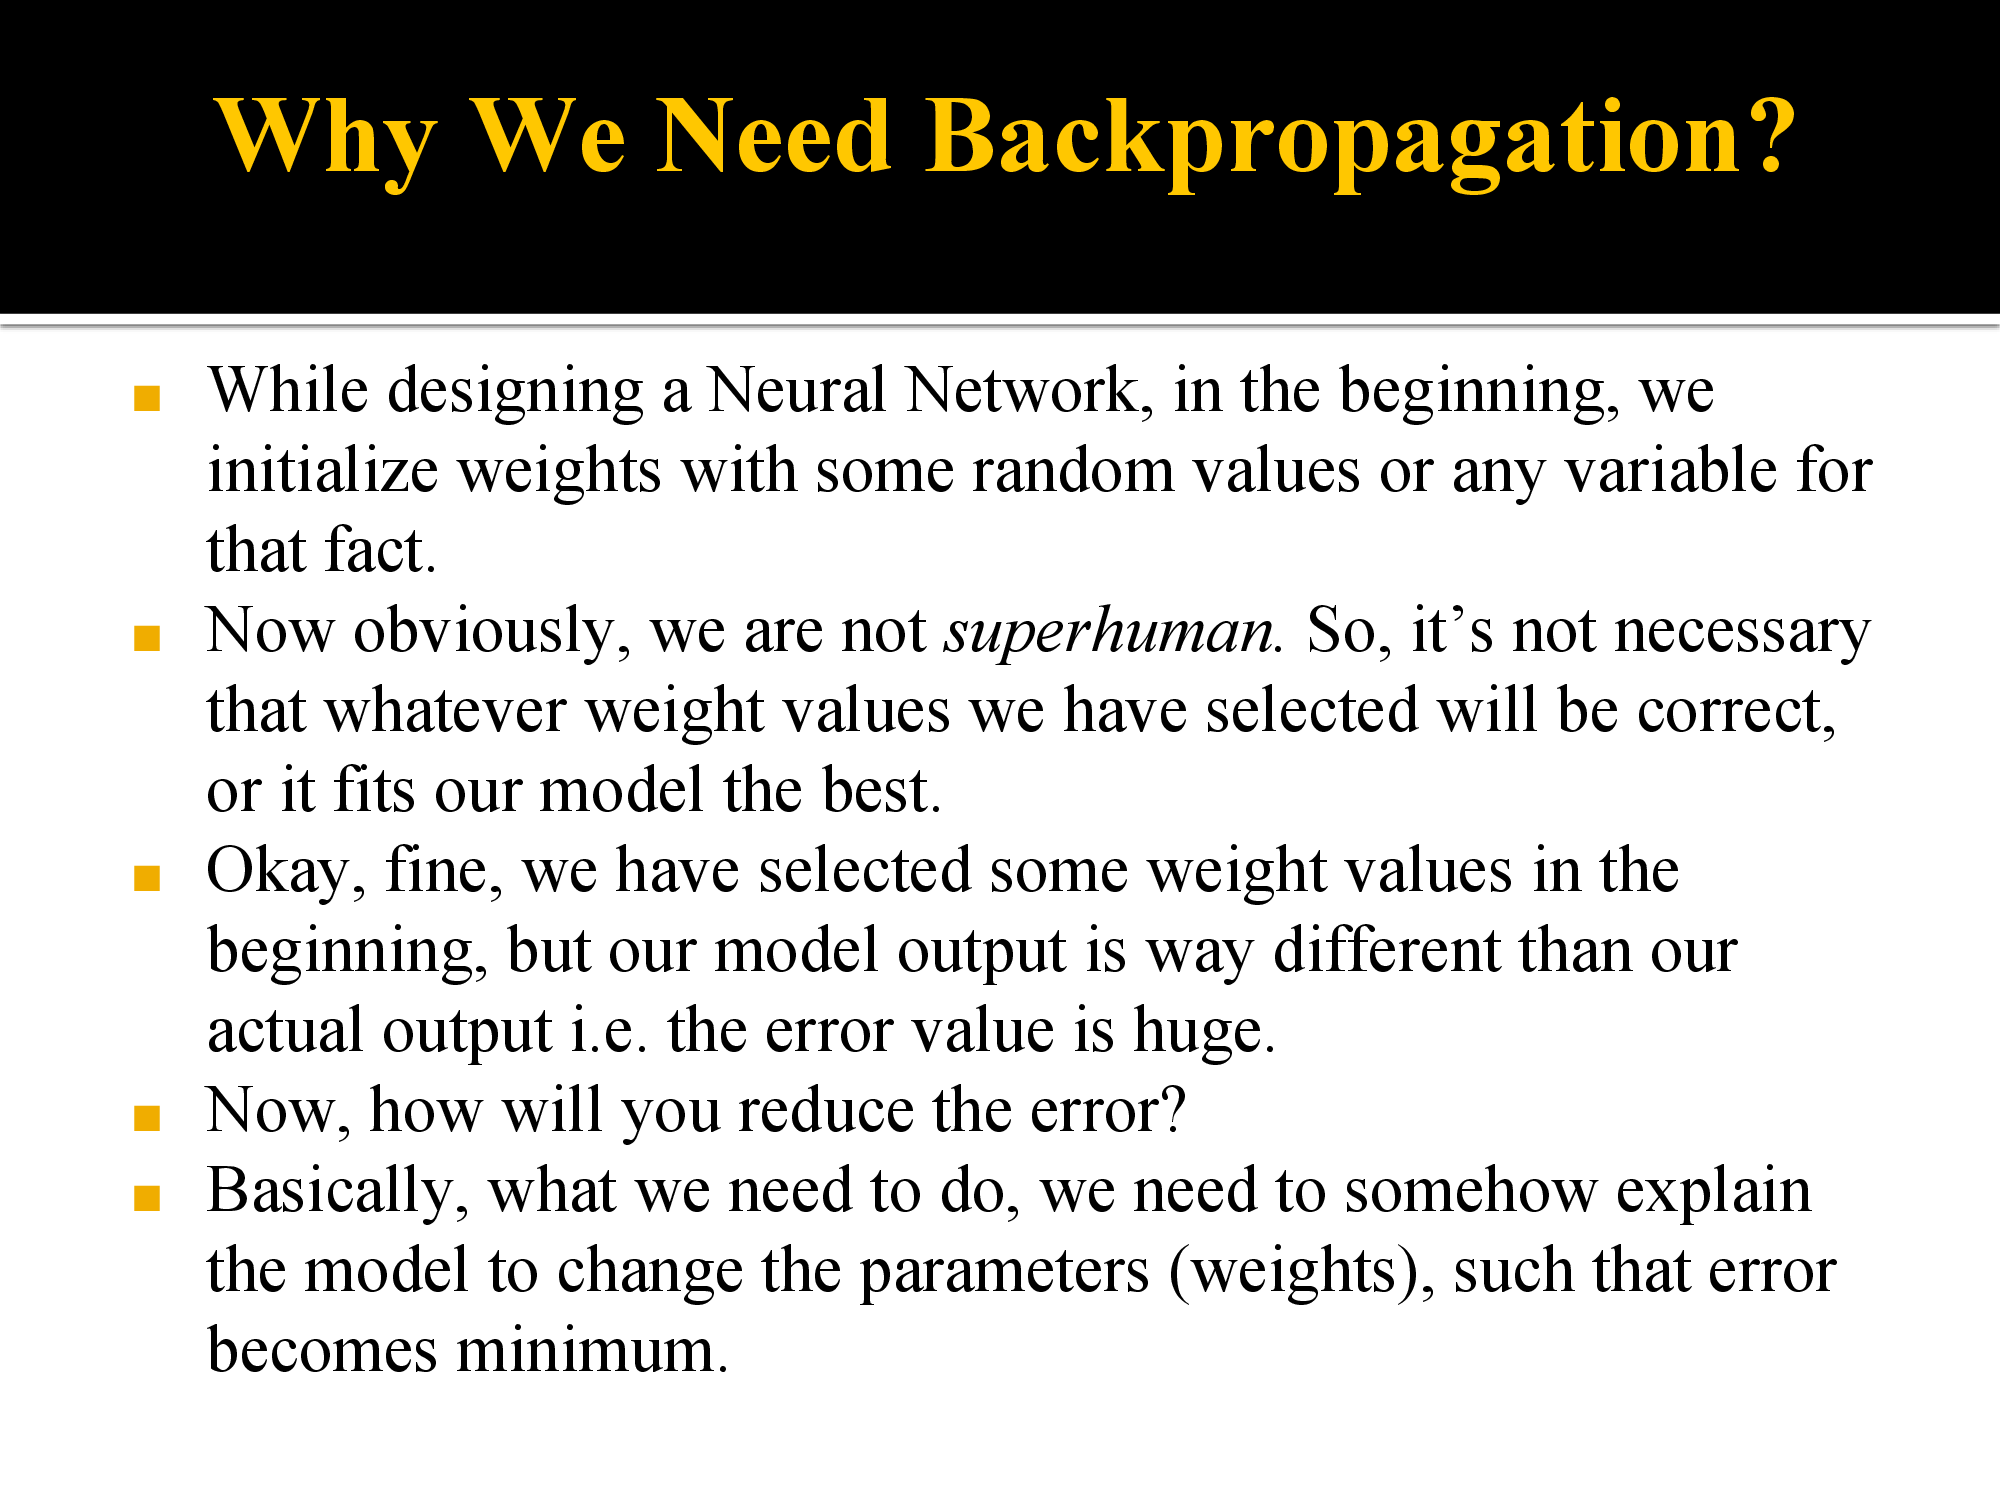 Why We Need Backpropagation?
While designing a Neural Network, in the beginning, we
initialize weights with some random values or any variable for
that fact.
Now obviously, we are not superhuman. So, it’s not necessary
that whatever weight values we have selected will be correct,
or it fits our model the best.
Okay, fine, we have selected some weight values in the
beginning, but our model output is way different than our
actual output i.e. the error value is huge.
Now, how will you reduce the error?
Basically, what we need to do, we need to somehow explain
the model to change the parameters (weights), such that error
becomes minimum.